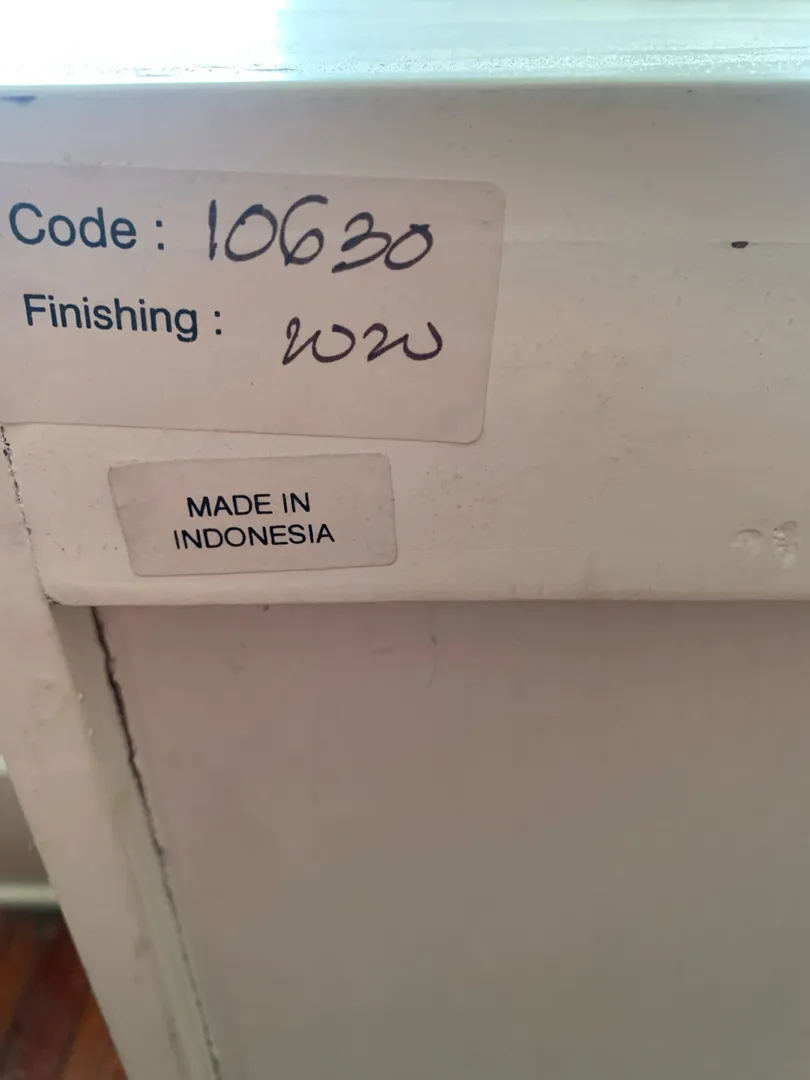 Code : 10630
Finishing : 2020
MADE IN
INDONESIA